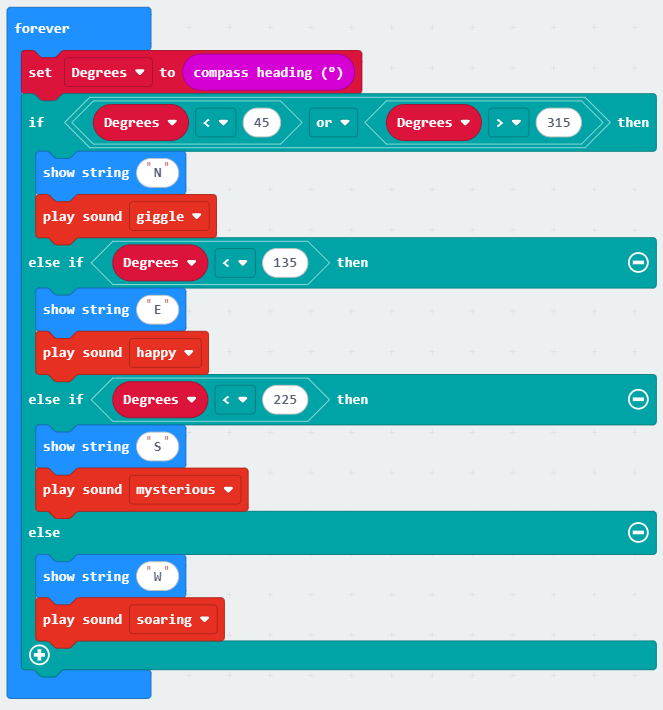 forever
set Degrees to compass heading (°)
if Degrees < 45 or Degrees > 315 then
show string "N"
play sound giggle
else if Degrees < 135 then
show string "E"
play sound happy
else if Degrees < 225 then
show string "S"
play sound mysterious
else
show string "W"
play sound soaring